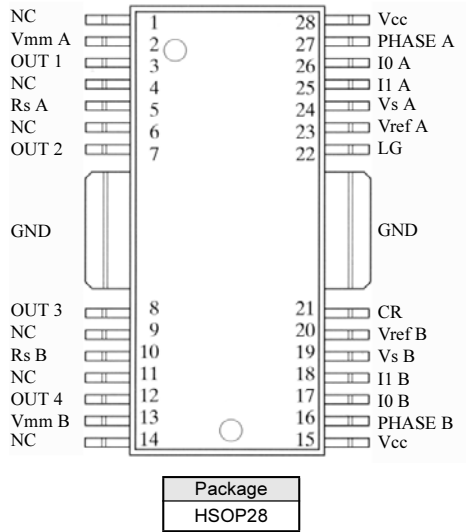 NC 1 28 Vcc
Vmm A 2 27 PHASE A
OUT 1 3 26 I0 A
NC 4 25 I1 A
Rs A 5 24 Vs A
NC 6 23 Vref A
OUT 2 7 22 LG
GND GND
OUT 3 8 21 CR
NC 9 20 Vref B
Rs B 10 19 Vs B
NC 11 18 I1 B
OUT 4 12 17 I0 B
Vmm B 13 16 PHASE B
NC 14 15 Vcc
Package
HSOP28